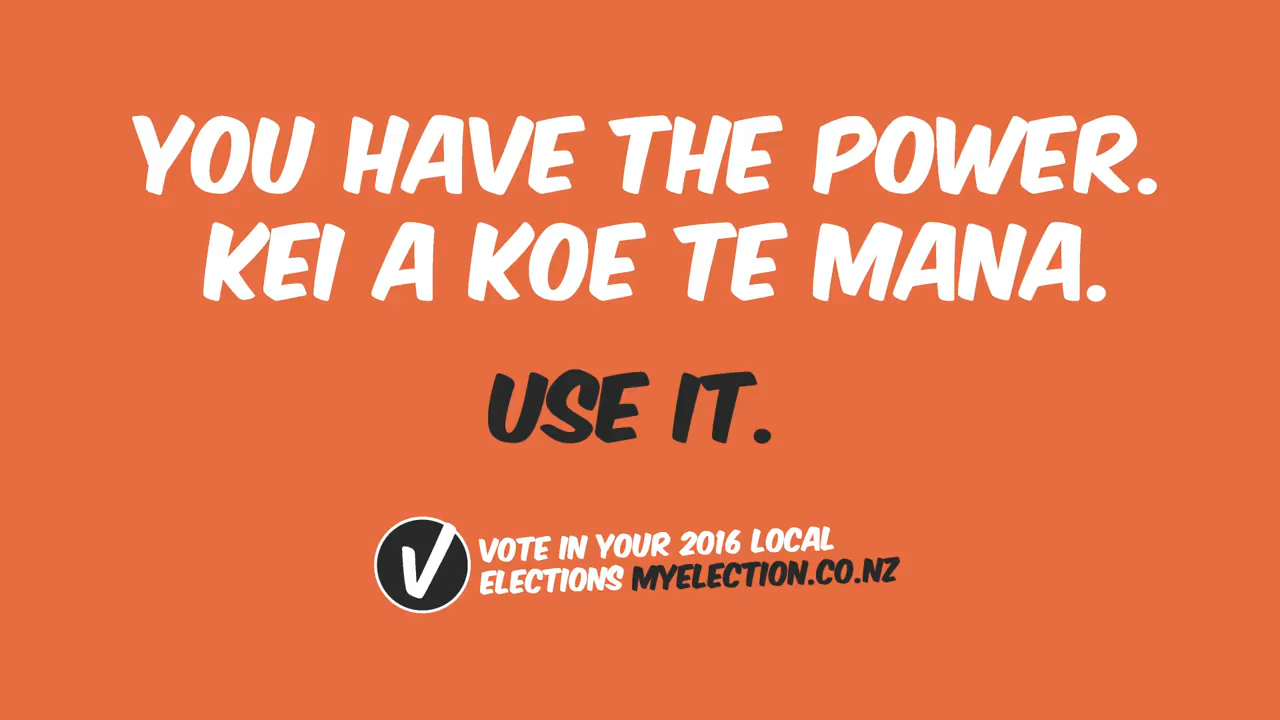 YOU HAVE THE POWER.
KEI A KOE TE MANA.
USE IT.
VOTE IN YOUR 2016 LOCAL
ELECTIONS MYELECTION.CO.NZ